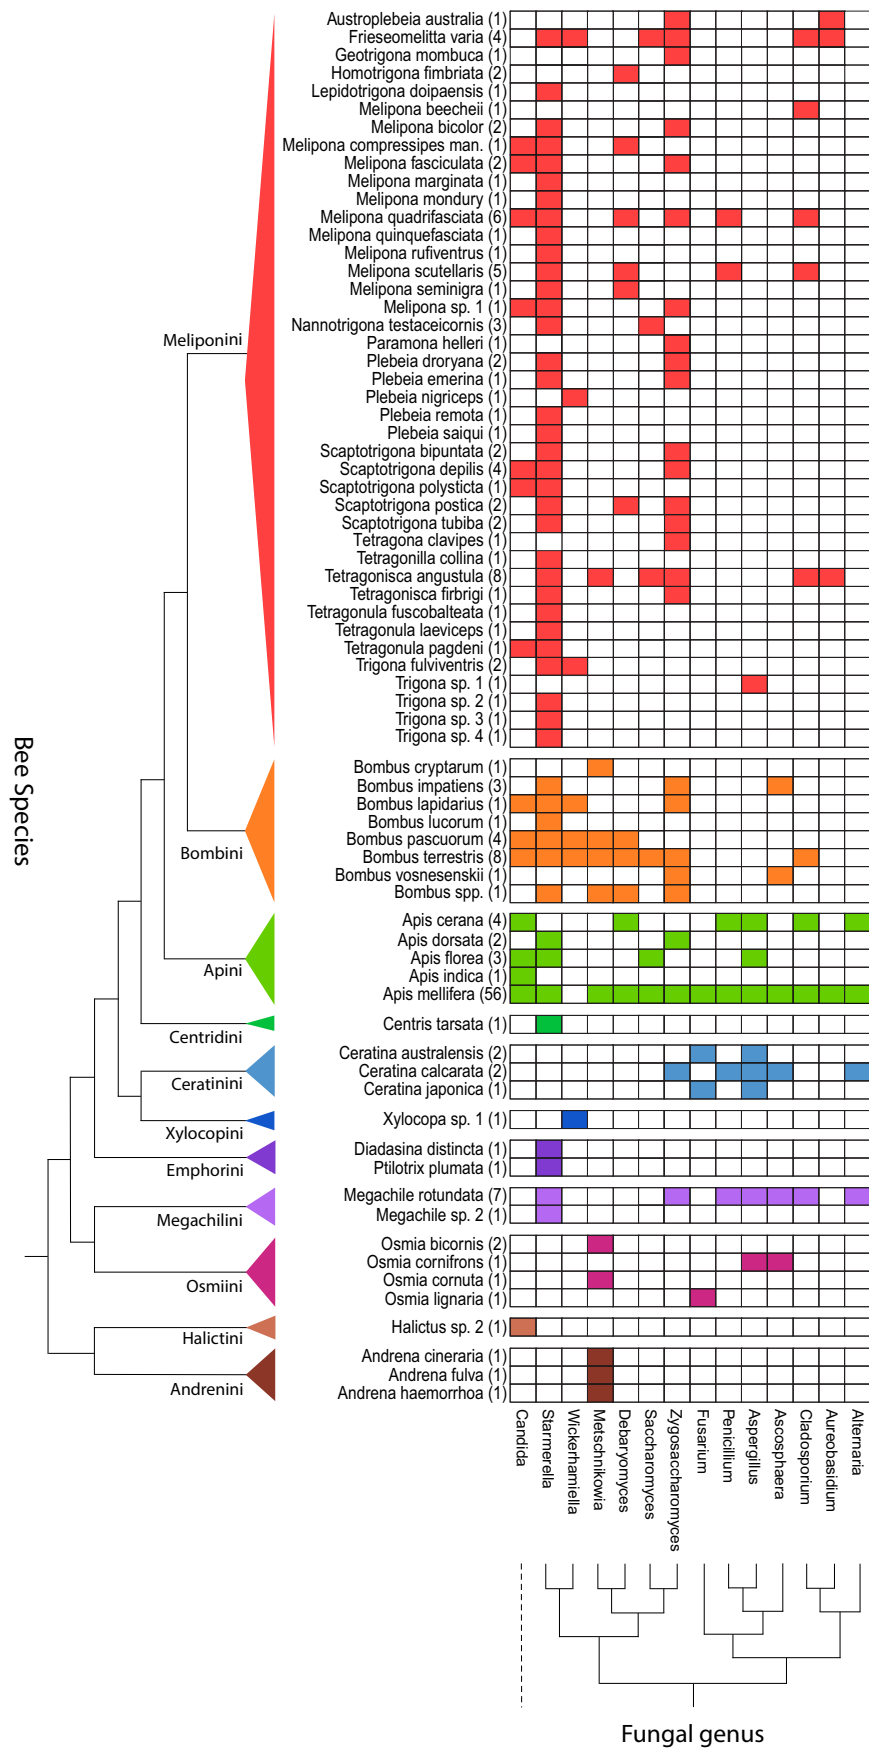 Austroplebeia australia (1)
Frieseomelitta varia (4)
Geotrigona mombuca (1)
Homotrigona fimbriata (2)
Lepidotrigona doipaensis (1)
Melipona beecheii (1)
Melipona bicolor (2)
Melipona compressipes man. (1)
Melipona fasciculata (2)
Melipona marginata (1)
Melipona mondury (1)
Melipona quadrifasciata (6)
Melipona quinquefasciata (1)
Melipona rufiventrus (1)
Melipona scutellaris (5)
Melipona seminigra (1)
Melipona sp. 1 (1)
Nannotrigona testaceicornis (3)
Paramona helleri (1)
Plebeia droryana (2)
Plebeia emerina (1)
Plebeia nigriceps (1)
Plebeia remota (1)
Plebeia saiqui (1)
Scaptotrigona bipuntata (2)
Scaptotrigona depilis (4)
Scaptotrigona polysticta (1)
Scaptotrigona postica (2)
Scaptotrigona tubiba (2)
Tetragona clavipes (1)
Tetragonilla collina (1)
Tetragonisca angustula (8)
Tetragonisca firbrigi (1)
Tetragonula fuscobalteata (1)
Tetragonula laeviceps (1)
Tetragonula pagdeni (1)
Trigona fulviventris (2)
Trigona sp. 1 (1)
Trigona sp. 2 (1)
Trigona sp. 3 (1)
Trigona sp. 4 (1)
Bombus cryptarum (1)
Bombus impatiens (3)
Bombus lapidarius (1)
Bombus lucorum (1)
Bombus pascuorum (4)
Bombus terrestris (8)
Bombus vosnesenskii (1)
Bombus spp. (1)
Apis cerana (4)
Apis dorsata (2)
Apis florea (3)
Apis indica (1)
Apis mellifera (56)
Centris tarsata (1)
Ceratina australensis (2)
Ceratina calcarata (2)
Ceratina japonica (1)
Xylocopa sp. 1 (1)
Diadasina distincta (1)
Ptilotrix plumata (1)
Megachile rotundata (7)
Megachile sp. 2 (1)
Osmia bicornis (2)
Osmia cornifrons (1)
Osmia cornuta (1)
Osmia lignaria (1)
Halictus sp. 2 (1)
Andrena cineraria (1)
Andrena fulva (1)
Andrena haemorrhoa (1)
Meliponini
Bombini
Apini
Centridini
Ceratinini
Xylocopini
Emphorini
Megachilini
Osmiini
Halictini
Andrenini
Bee Species
Candida
Starmerella
Wickerhamiella
Metschnikowia
Debaryomyces
Saccharomyces
Zygosaccharomyces
Fusarium
Penicillium
Aspergillus
Ascosphaera
Cladosporium
Aureobasidium
Alternaria
Fungal genus